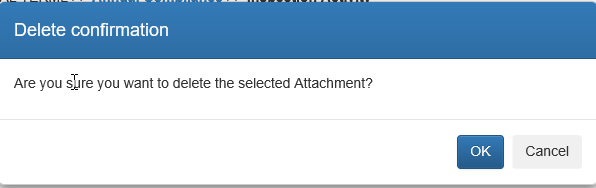 Delete confirmation
Are you sure you want to delete the selected Attachment?
OK
Cancel